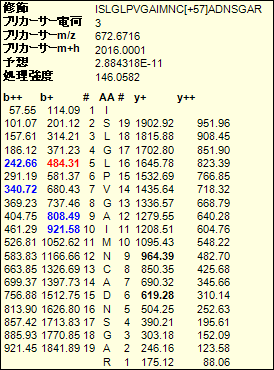 修飾 ISLGLPVGAIMNC[+57]ADNSGAR
プリカーサー電荷 3
プリカーサーm/z 672.6716
プリカーサーm+h 2016.0001
予想 2.884318E-11
処理強度 146.0582
b++ b+ # AA # y+ y++
57.55 114.09 1 I
101.07 201.12 2 S 19 1902.92 951.96
157.61 314.21 3 L 18 1815.88 908.45
186.12 371.23 4 G 17 1702.80 851.90
242.66 484.31 5 L 16 1645.78 823.39
291.19 581.37 6 P 15 1532.69 766.85
340.72 680.43 7 V 14 1435.64 718.32
369.23 737.46 8 G 13 1336.57 668.79
404.75 808.49 9 A 12 1279.55 640.28
461.29 921.58 10 I 11 1208.51 604.76
526.81 1052.62 11 M 10 1095.43 548.22
583.83 1166.66 12 N 9 964.39 482.70
663.85 1326.69 13 C 8 850.35 425.68
699.37 1397.73 14 A 7 690.32 345.66
756.88 1512.75 15 D 6 619.28 310.14
813.90 1626.80 16 N 5 504.25 252.63
857.42 1713.83 17 S 4 390.21 195.61
885.93 1770.85 18 G 3 303.18 152.09
921.45 1841.89 19 A 2 246.16 123.58
R 1 175.12 88.06